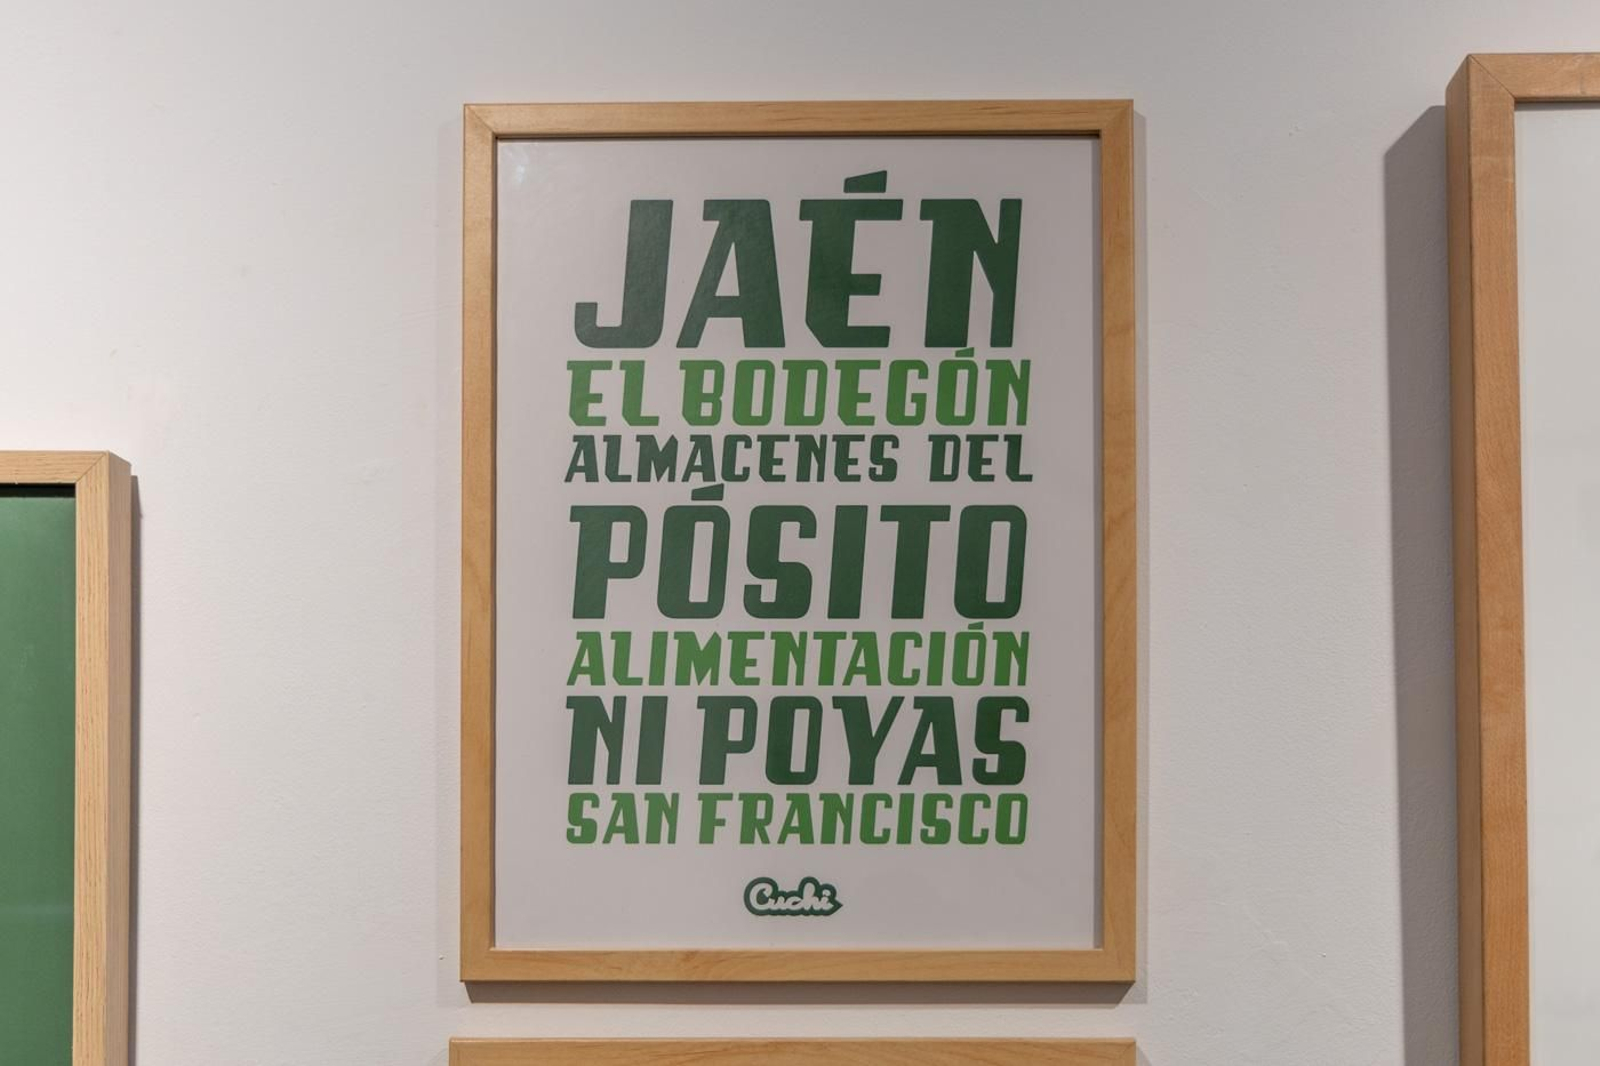 JAÉN
EL BODEGÓN
ALMACENES DEL
PÓSITO
ALIMENTACIÓN
NI POYAS
SAN FRANCISCO
Cuchi